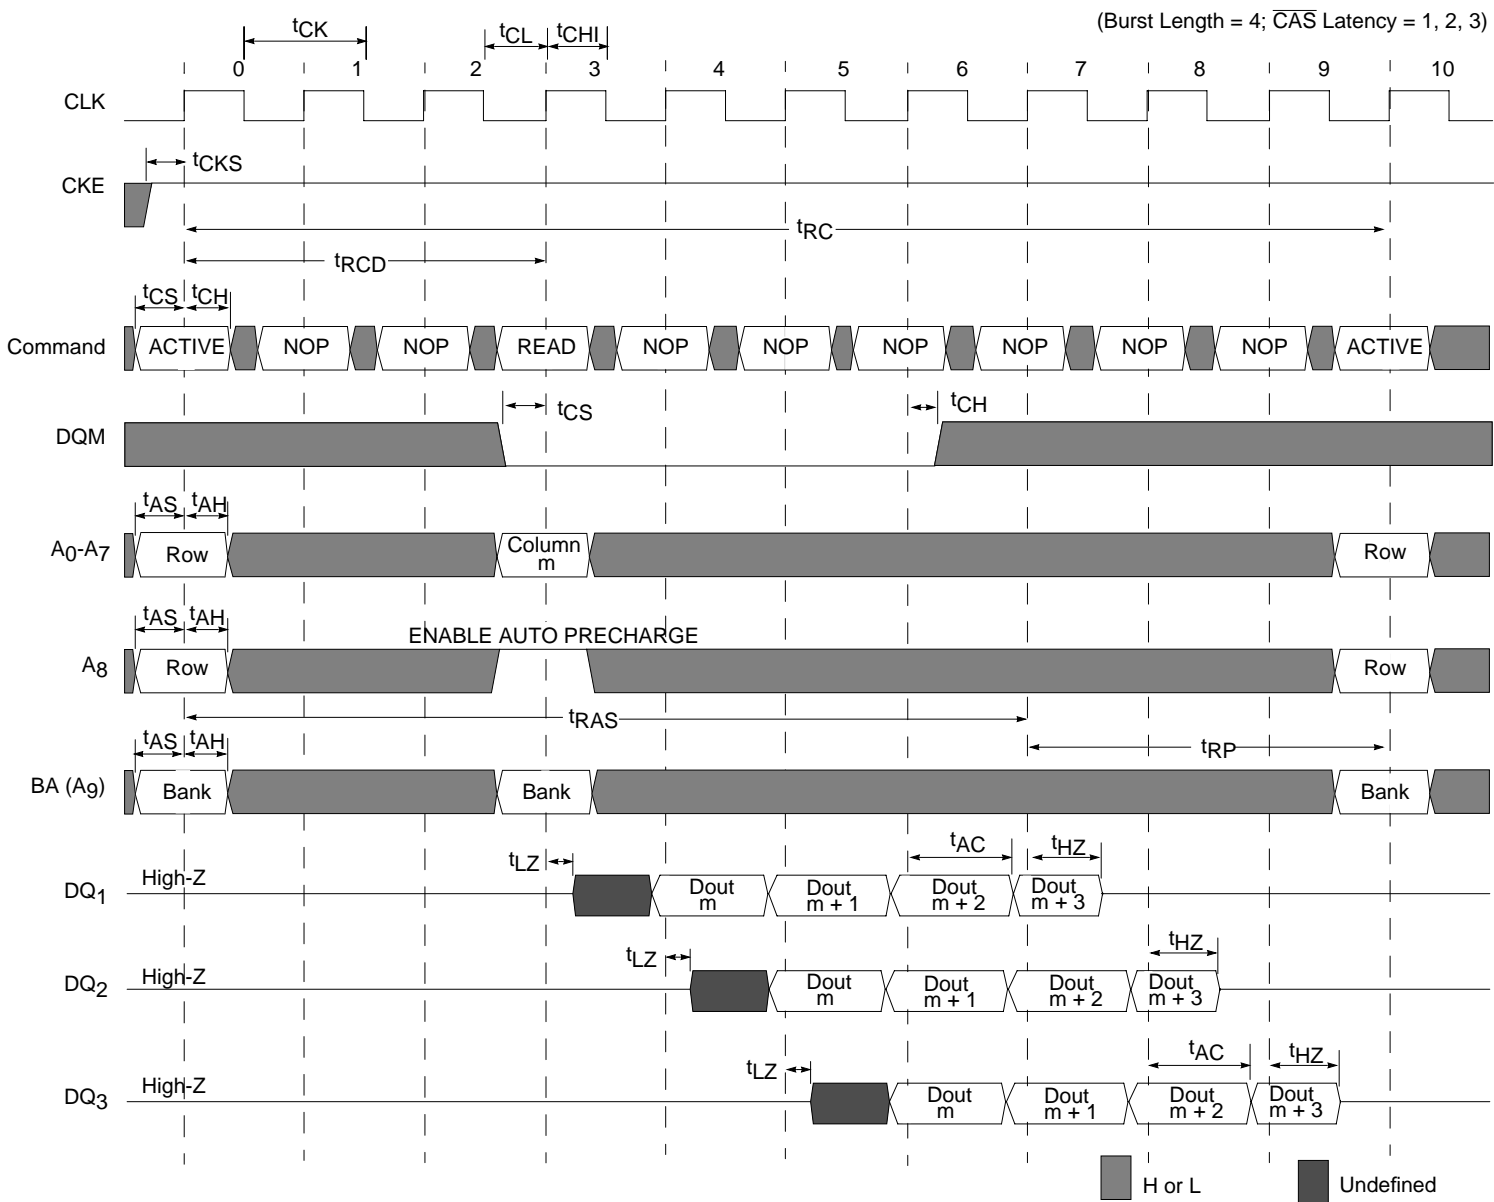 (Burst Length = 4; CAS Latency = 1, 2, 3)
tCK tCL tCHI
0 1 2 3 4 5 6 7 8 9 10
CLK
tCKS
CKE
tRC
tRCD
tCS tCH
Command ACTIVE NOP NOP READ NOP NOP NOP NOP NOP NOP ACTIVE
tCS tCH
DQM
tAS tAH
A0-A7 Row Column m Row
tAS tAH
ENABLE AUTO PRECHARGE
A8 Row Row
tRAS
tAS tAH tRP
BA (A9) Bank Bank Bank
tLZ tAC tHZ
DQ1 High-Z Dout m Dout m + 1 Dout m + 2 Dout m + 3
tLZ tHZ
DQ2 High-Z Dout m Dout m + 1 Dout m + 2 Dout m + 3
tLZ tAC tHZ
DQ3 High-Z Dout m Dout m + 1 Dout m + 2 Dout m + 3
H or L Undefined